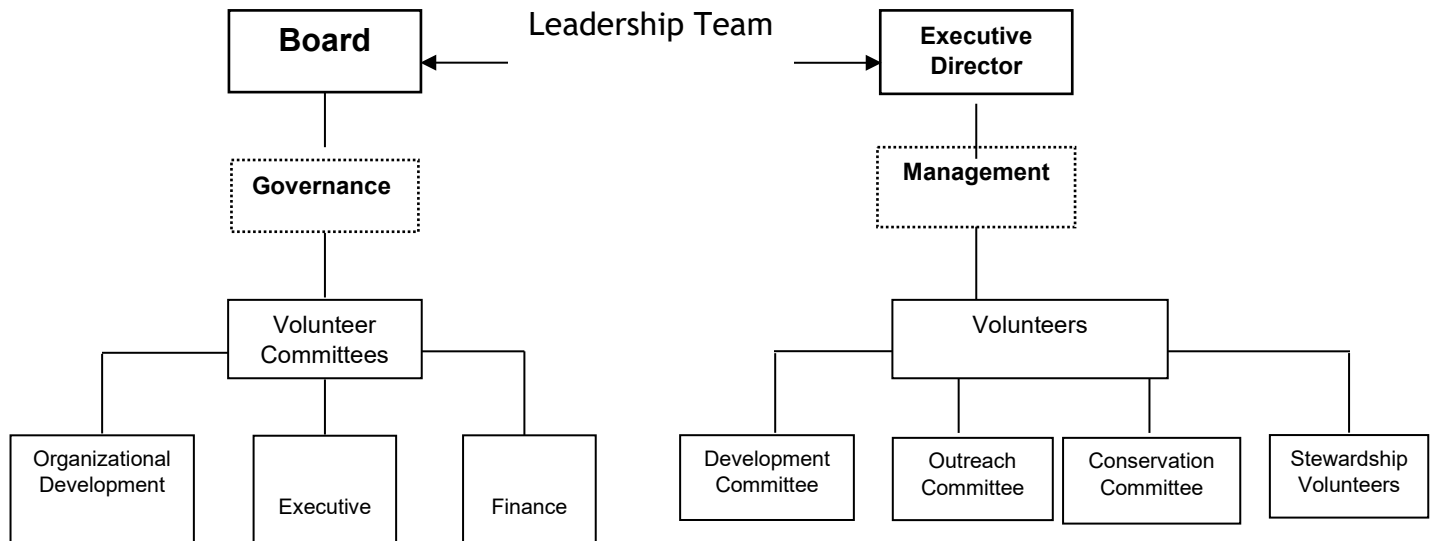 Leadership Team
Board
Executive
Director
Governance
Management
Volunteer
Committees
Volunteers
Organizational
Development
Executive
Finance
Development
Committee
Outreach
Committee
Conservation
Committee
Stewardship
Volunteers